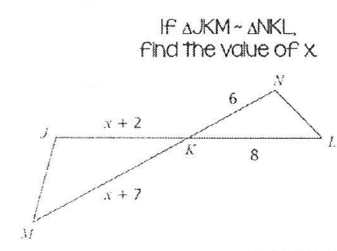 If ΔJKM ~ ΔNKL,
find the value of x.
N
6
J
x + 2
K
L
8
x + 7
M